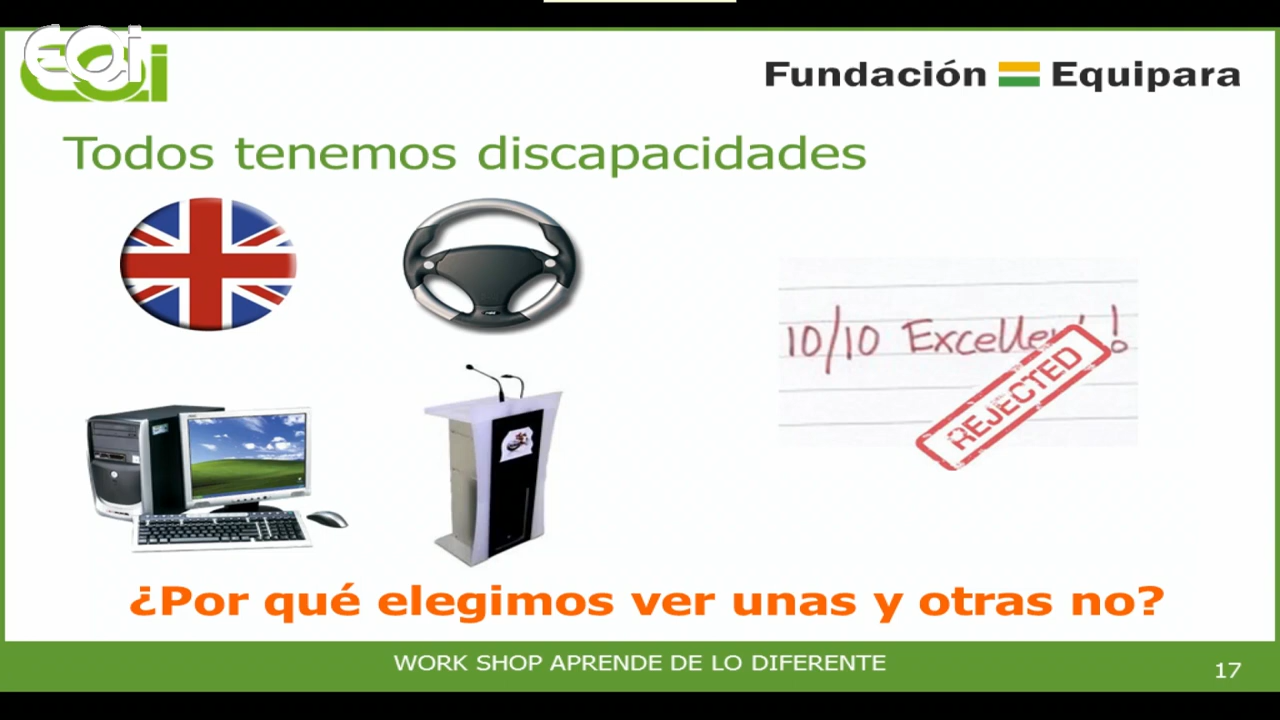 eoi
Fundación Equipara
Todos tenemos discapacidades
10/10 Excellent!
REJECTED
¿Por qué elegimos ver unas y otras no?
WORK SHOP APRENDE DE LO DIFERENTE
17